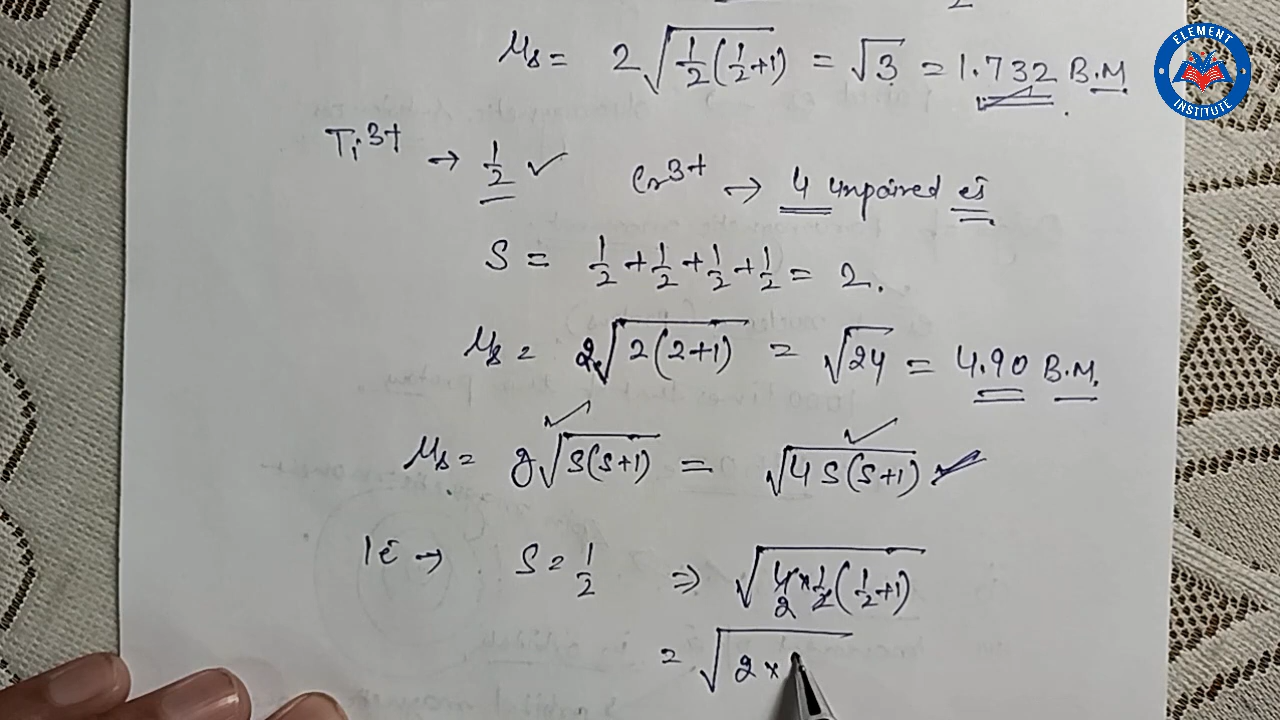 2
μs = 2√(1/2(1/2+1)) = √3 = 1.732 B.M
ELEMENT INSTITUTE
Ti3+ → 1/2 ✓ Cr3+ → 4 unpaired es
S = 1/2 + 1/2 + 1/2 + 1/2 = 2.
μs = 2√(2(2+1)) = √24 = 4.90 B.M.
μs = g√(S(S+1)) = √(4S(S+1))
1e → S = 1/2 ⇒ √(4×1/2(1/2+1))
= √(2×